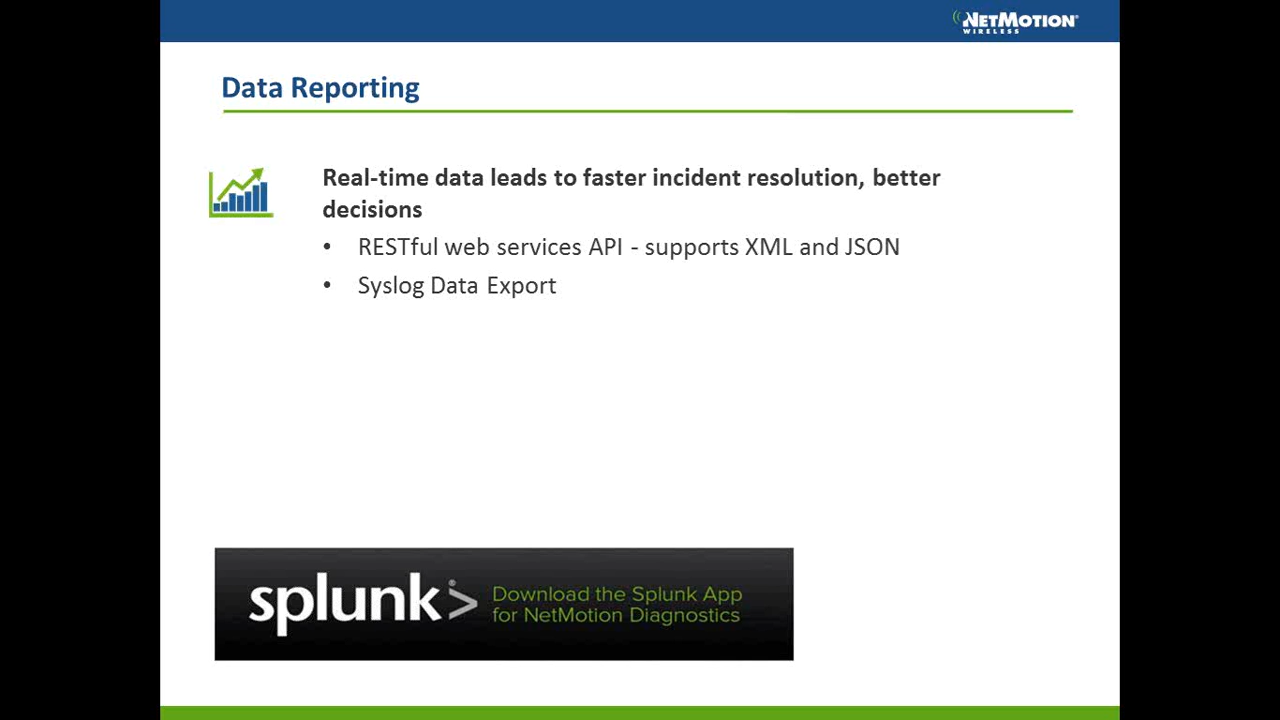 NETMOTION®
WIRELESS
Data Reporting
Real-time data leads to faster incident resolution, better
decisions
• RESTful web services API - supports XML and JSON
• Syslog Data Export
splunk®>
Download the Splunk App
for NetMotion Diagnostics